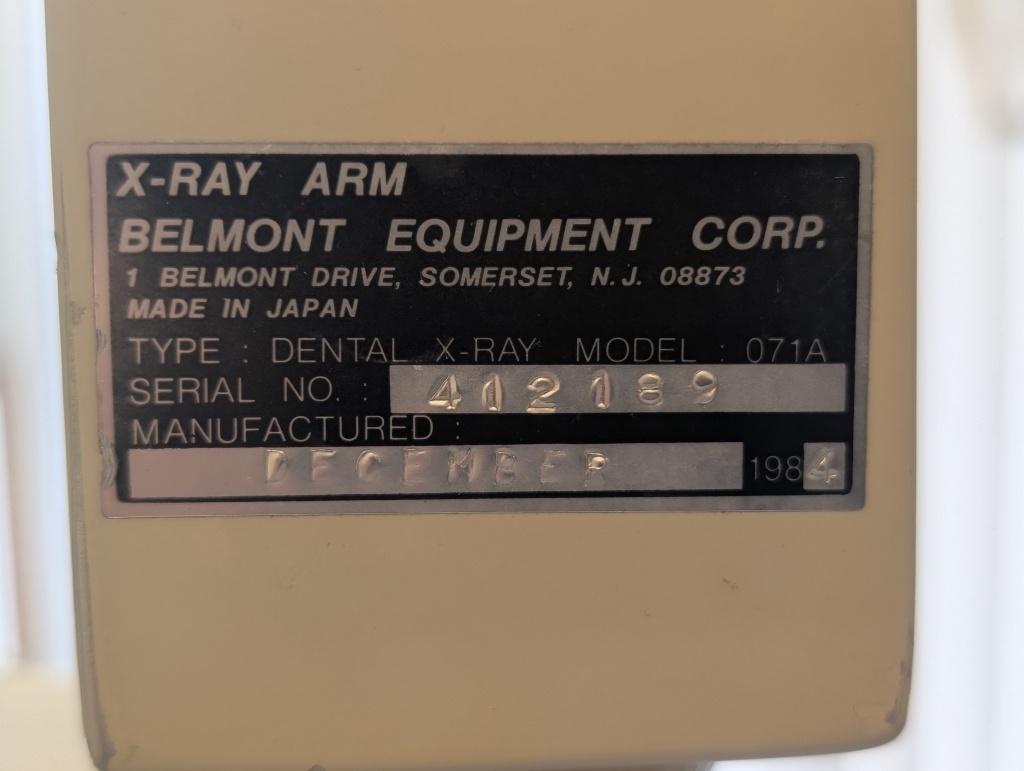 X-RAY ARM
BELMONT EQUIPMENT CORP.
1 BELMONT DRIVE, SOMERSET, N.J. 08873
MADE IN JAPAN
TYPE : DENTAL X-RAY MODEL : 071A
SERIAL NO. : 412189
MANUFACTURED :
DECEMBER 1984